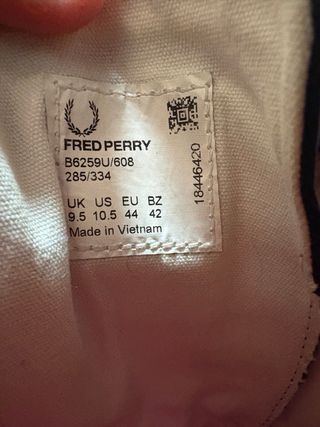 FRED PERRY
B6259U/608
285/334
UK US EU BZ
9.5 10.5 44 42
Made in Vietnam
18446420